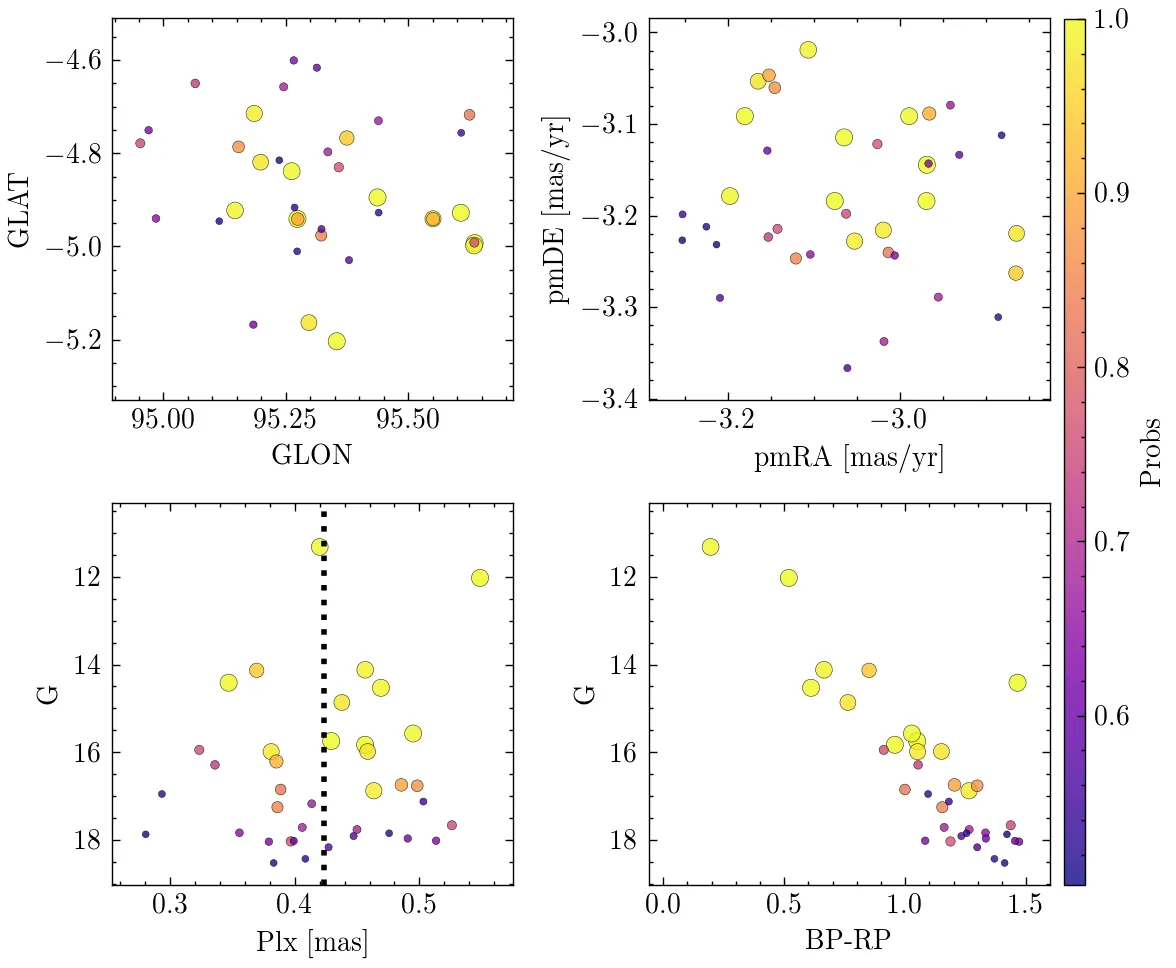 −4.6
−4.8
−5.0
−5.2
GLAT
95.00 95.25 95.50
GLON
−3.0
−3.1
−3.2
−3.3
−3.4
pmDE [mas/yr]
−3.2 −3.0
pmRA [mas/yr]
12
14
16
18
G
0.3 0.4 0.5
Plx [mas]
12
14
16
18
G
0.0 0.5 1.0 1.5
BP-RP
1.0
0.9
0.8
0.7
0.6
Probs